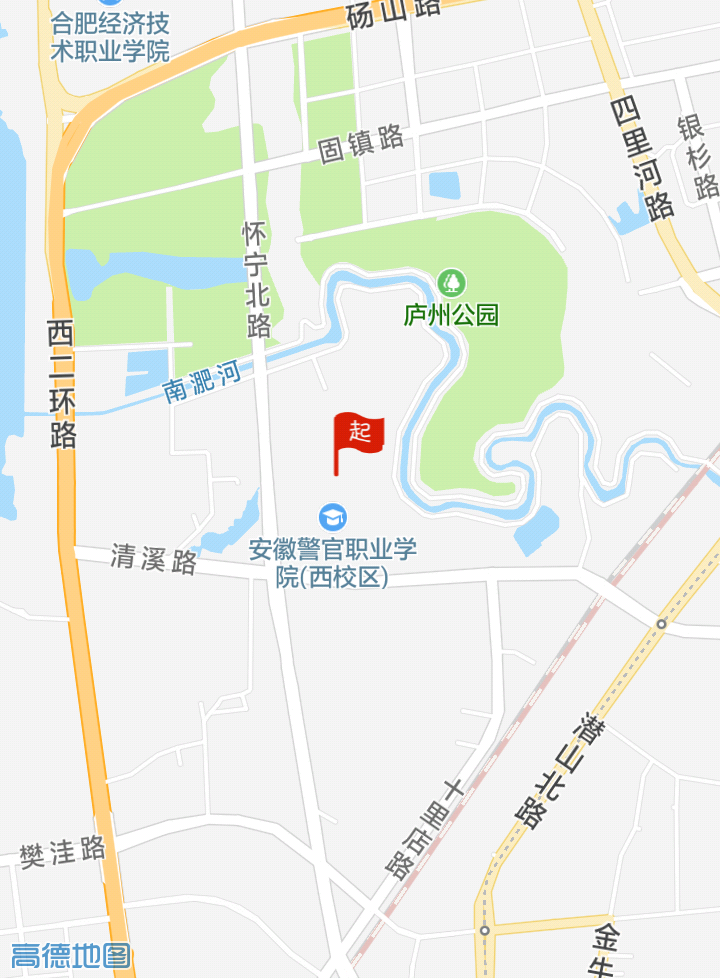 合肥经济技
术职业学院
砀山路
四里河路
银杉路
固镇路
怀宁北路
庐州公园
西二环路
南淝河
起
清溪路
安徽警官职业学
院(西校区)
潜山北路
十里店路
樊洼路
金牛
高德地图